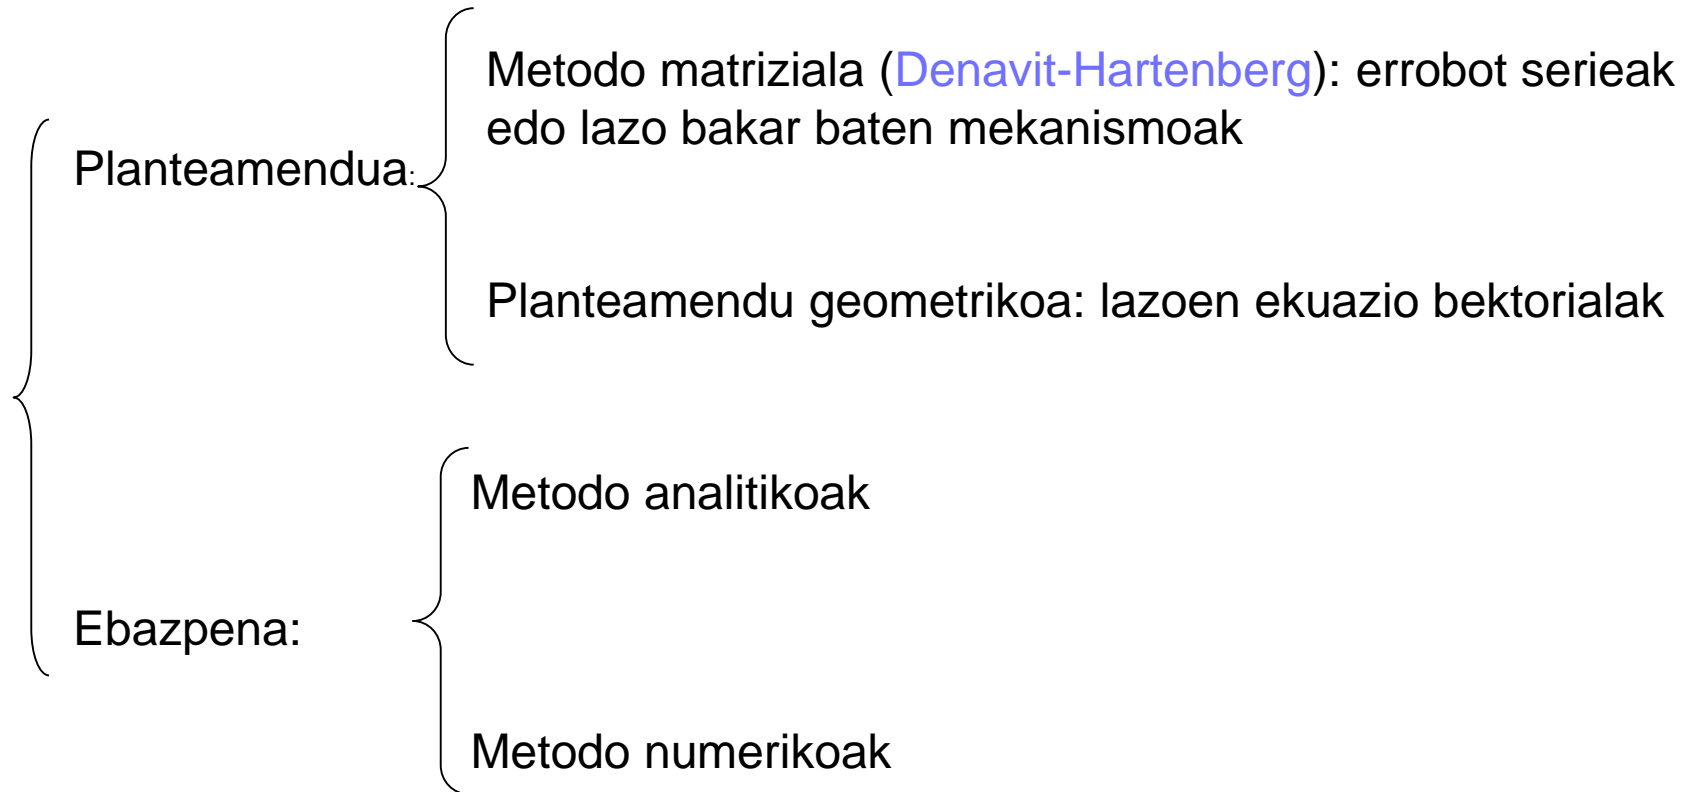 Metodo matriziala (Denavit-Hartenberg): errobot serieak
edo lazo bakar baten mekanismoak
Planteamendua:
Planteamendu geometrikoa: lazoen ekuazio bektorialak
Metodo analitikoak
Ebazpena:
Metodo numerikoak